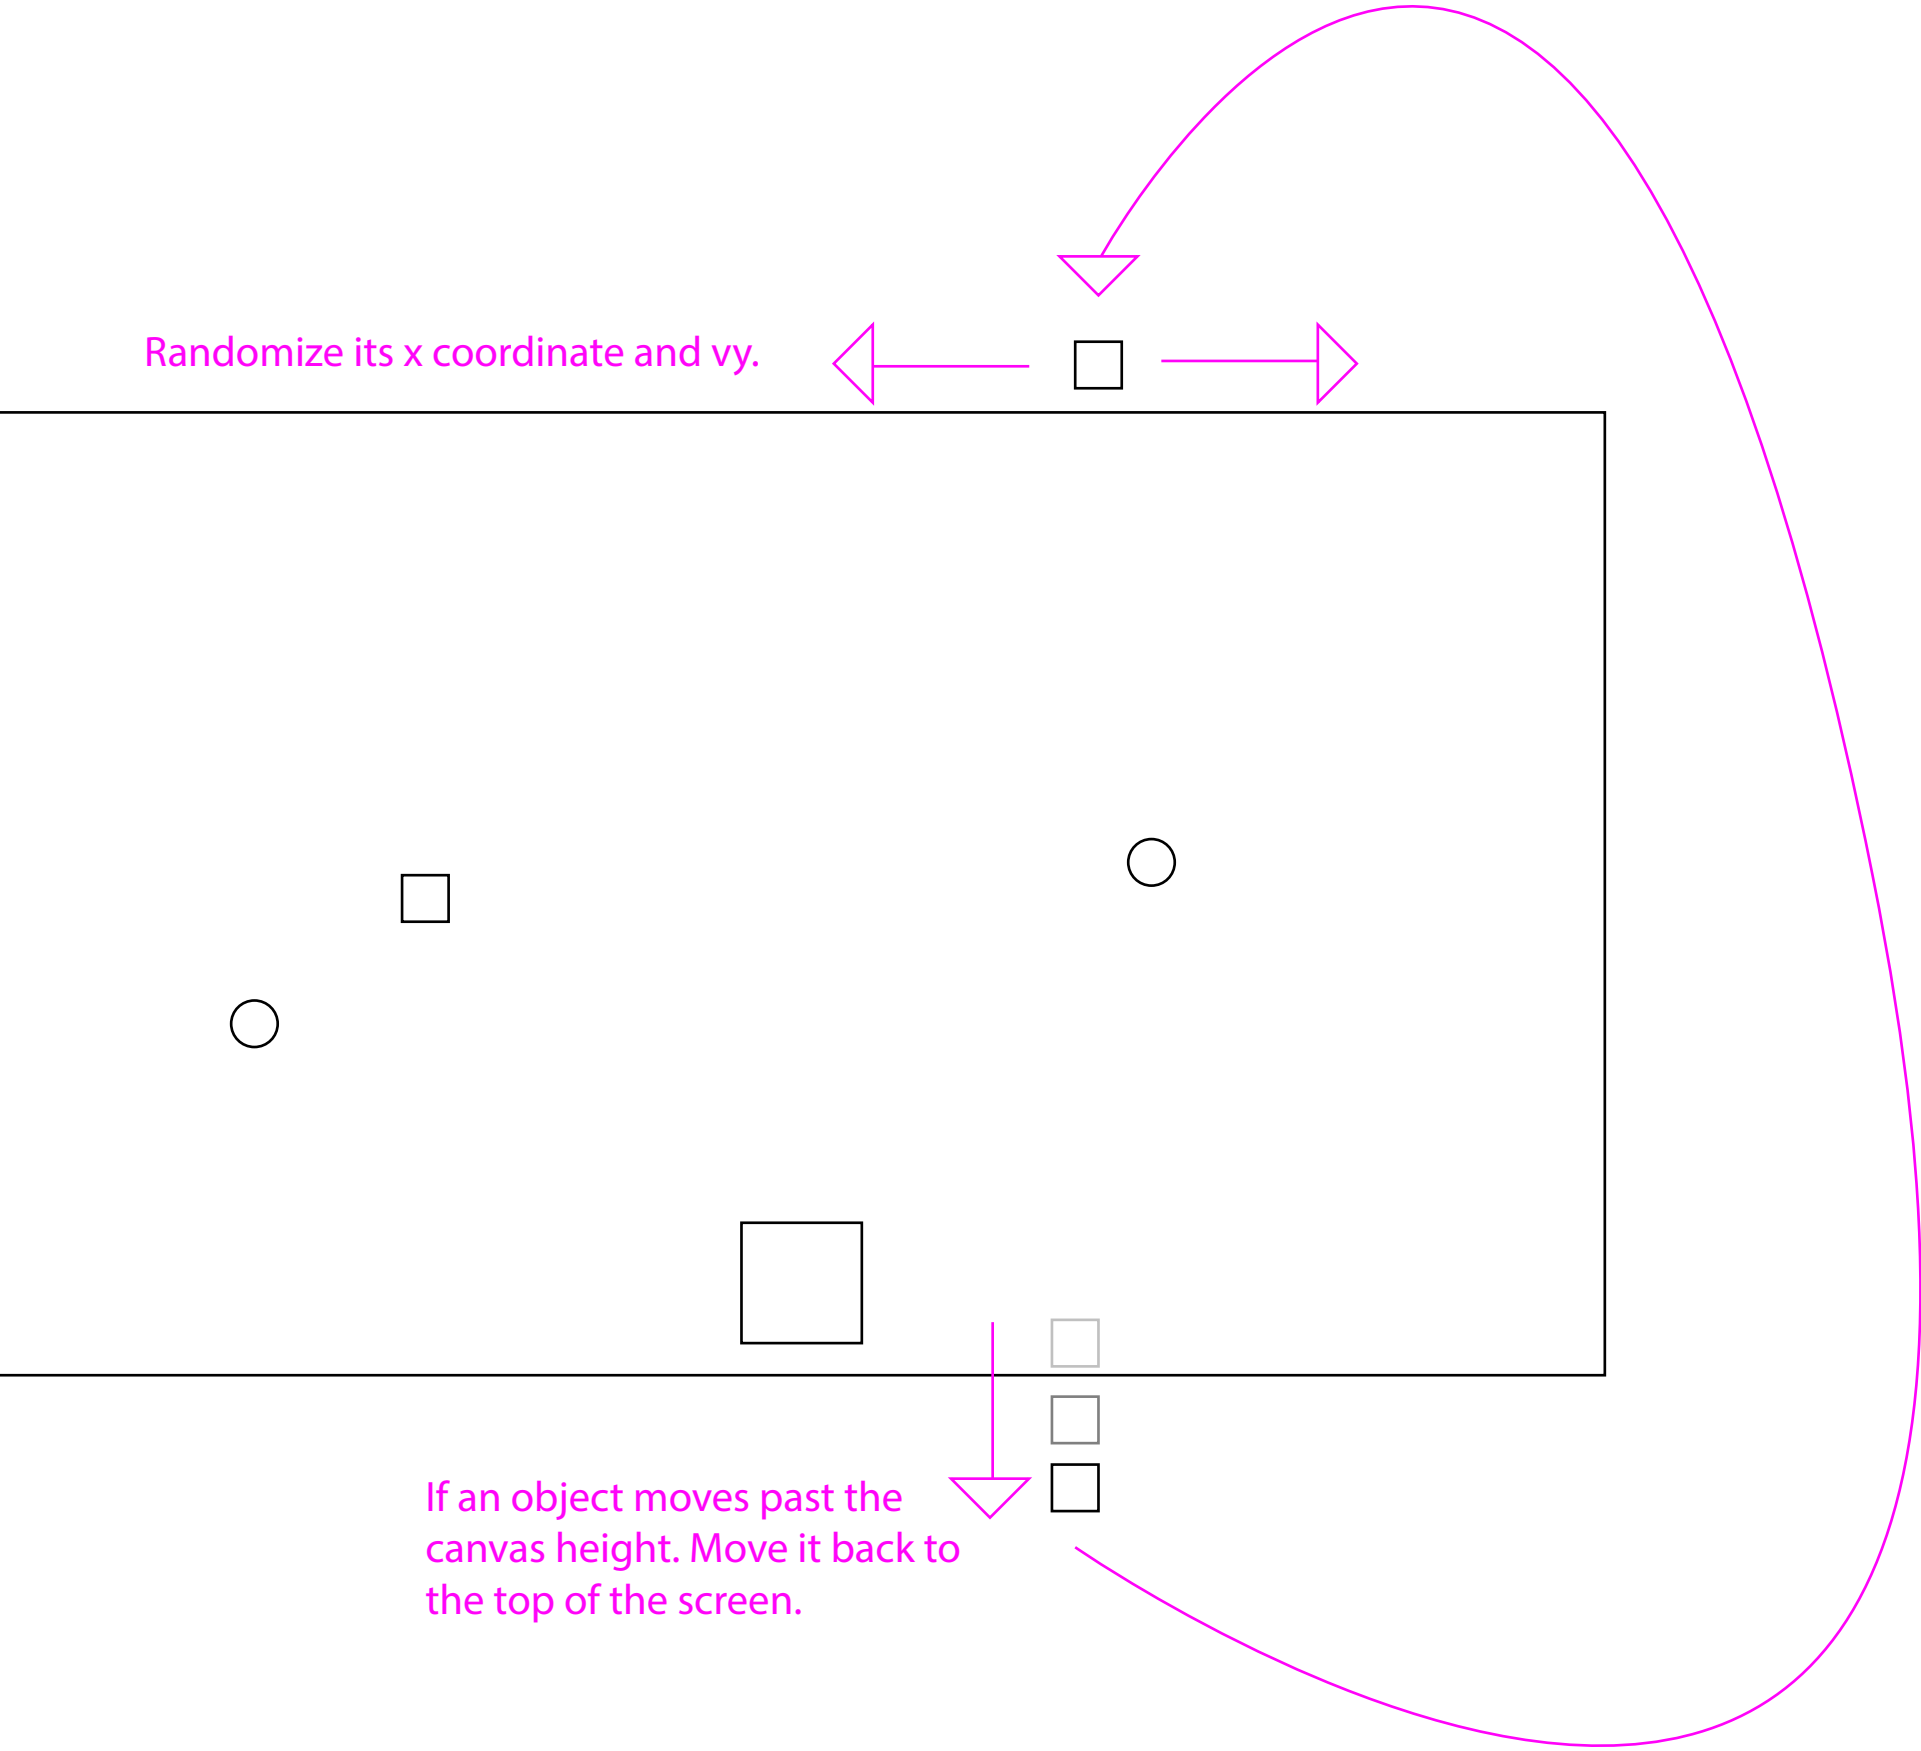 Randomize its x coordinate and vy.
If an object moves past the
canvas height. Move it back to
the top of the screen.